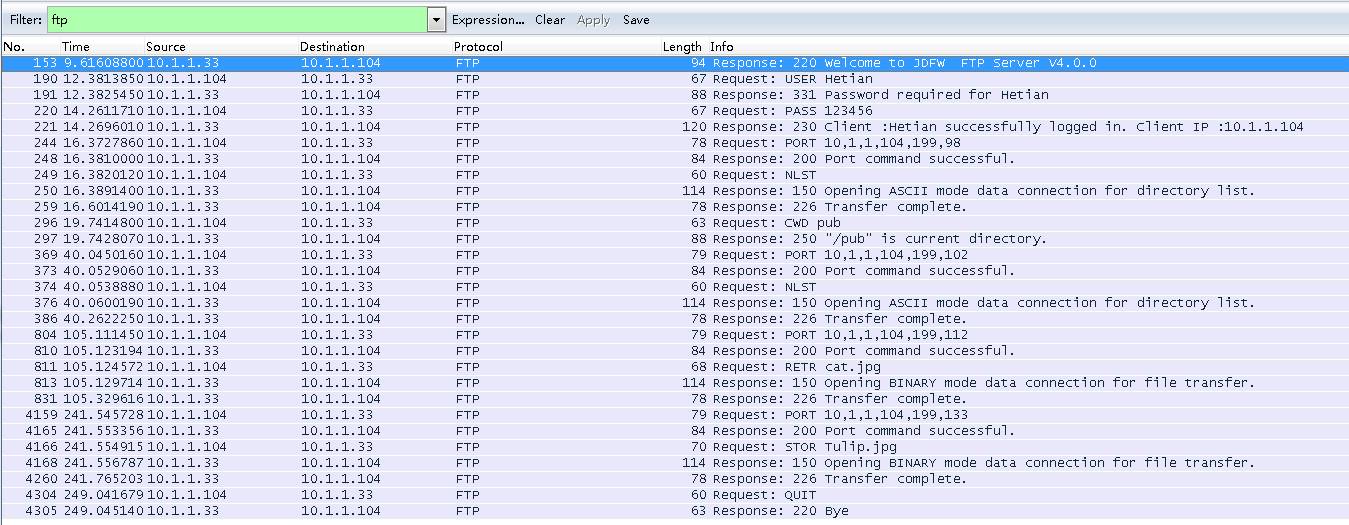 Filter: ftp Expression... Clear Apply Save
No. Time Source Destination Protocol Length Info
153 9.61608800 10.1.1.33 10.1.1.104 FTP 94 Response: 220 Welcome to JDFW  FTP Server V4.0.0
190 12.3813850 10.1.1.104 10.1.1.33 FTP 67 Request: USER Hetian
191 12.3825450 10.1.1.33 10.1.1.104 FTP 88 Response: 331 Password required for Hetian
220 14.2611710 10.1.1.104 10.1.1.33 FTP 67 Request: PASS 123456
221 14.2696010 10.1.1.33 10.1.1.104 FTP 120 Response: 230 Client :Hetian successfully logged in. Client IP :10.1.1.104
244 16.3727860 10.1.1.104 10.1.1.33 FTP 78 Request: PORT 10,1,1,104,199,98
248 16.3810000 10.1.1.33 10.1.1.104 FTP 84 Response: 200 Port command successful.
249 16.3820120 10.1.1.104 10.1.1.33 FTP 60 Request: NLST
250 16.3891400 10.1.1.33 10.1.1.104 FTP 114 Response: 150 Opening ASCII mode data connection for directory list.
259 16.6014190 10.1.1.33 10.1.1.104 FTP 78 Response: 226 Transfer complete.
296 19.7414800 10.1.1.104 10.1.1.33 FTP 63 Request: CWD pub
297 19.7428070 10.1.1.33 10.1.1.104 FTP 88 Response: 250 "/pub" is current directory.
369 40.0450160 10.1.1.104 10.1.1.33 FTP 79 Request: PORT 10,1,1,104,199,102
373 40.0529060 10.1.1.33 10.1.1.104 FTP 84 Response: 200 Port command successful.
374 40.0538880 10.1.1.104 10.1.1.33 FTP 60 Request: NLST
376 40.0600190 10.1.1.33 10.1.1.104 FTP 114 Response: 150 Opening ASCII mode data connection for directory list.
386 40.2622250 10.1.1.33 10.1.1.104 FTP 78 Response: 226 Transfer complete.
804 105.111450 10.1.1.104 10.1.1.33 FTP 79 Request: PORT 10,1,1,104,199,112
810 105.123194 10.1.1.33 10.1.1.104 FTP 84 Response: 200 Port command successful.
811 105.124572 10.1.1.104 10.1.1.33 FTP 68 Request: RETR cat.jpg
813 105.129714 10.1.1.33 10.1.1.104 FTP 114 Response: 150 Opening BINARY mode data connection for file transfer.
831 105.329616 10.1.1.33 10.1.1.104 FTP 78 Response: 226 Transfer complete.
4159 241.545728 10.1.1.104 10.1.1.33 FTP 79 Request: PORT 10,1,1,104,199,133
4165 241.553356 10.1.1.33 10.1.1.104 FTP 84 Response: 200 Port command successful.
4166 241.554915 10.1.1.104 10.1.1.33 FTP 70 Request: STOR Tulip.jpg
4168 241.556787 10.1.1.33 10.1.1.104 FTP 114 Response: 150 Opening BINARY mode data connection for file transfer.
4260 241.765203 10.1.1.33 10.1.1.104 FTP 78 Response: 226 Transfer complete.
4304 249.041679 10.1.1.104 10.1.1.33 FTP 60 Request: QUIT
4305 249.045140 10.1.1.33 10.1.1.104 FTP 63 Response: 220 Bye